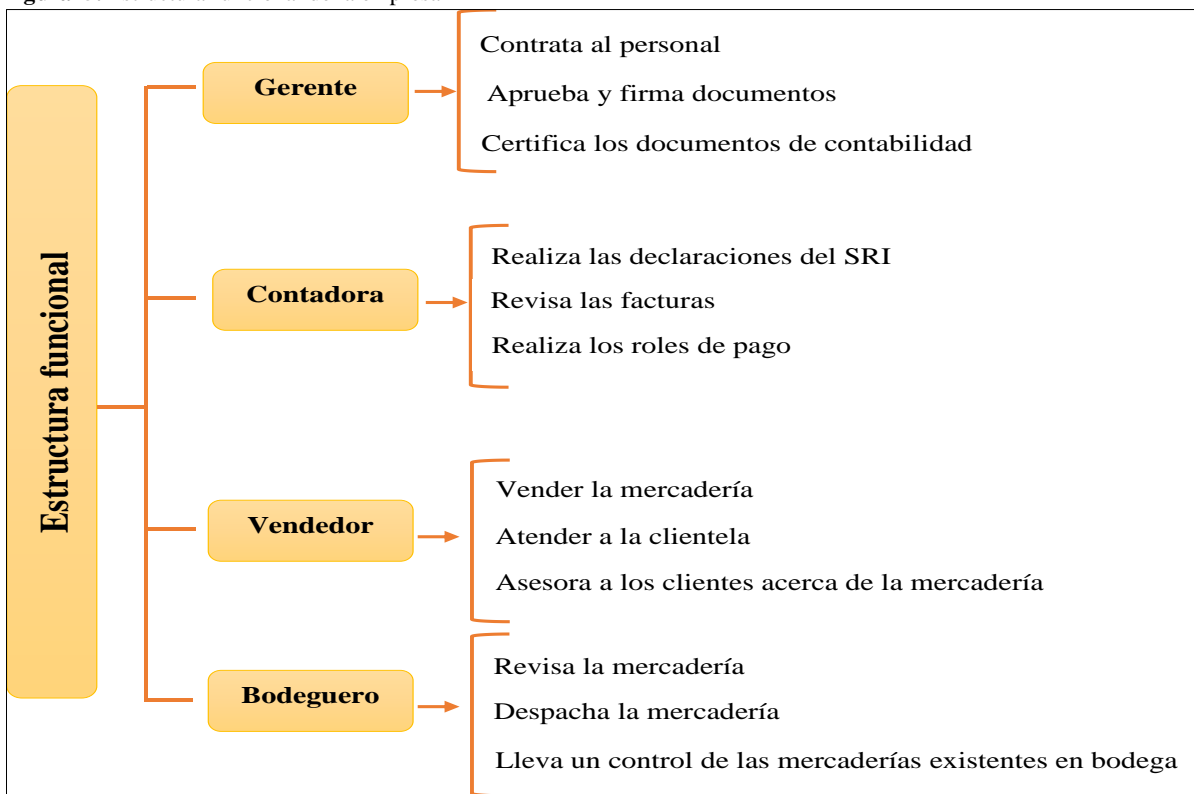 Estructura funcional
Gerente
Contrata al personal
Aprueba y firma documentos
Certifica los documentos de contabilidad
Contadora
Realiza las declaraciones del SRI
Revisa las facturas
Realiza los roles de pago
Vendedor
Vender la mercadería
Atender a la clientela
Asesora a los clientes acerca de la mercadería
Bodeguero
Revisa la mercadería
Despacha la mercadería
Lleva un control de las mercaderías existentes en bodega